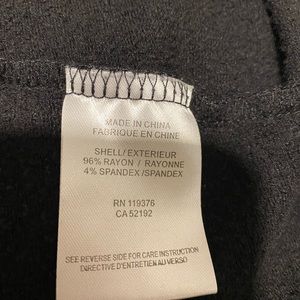 MADE IN CHINA
FABRIQUE EN CHINE
SHELL/EXTERIEUR
96% RAYON / RAYONNE
4% SPANDEX /SPANDEX
RN 119376
CA 52192
SEE REVERSE SIDE FOR CARE INSTRUCTION
DIRECTIVE D'ENTRETIEN AU VERSO